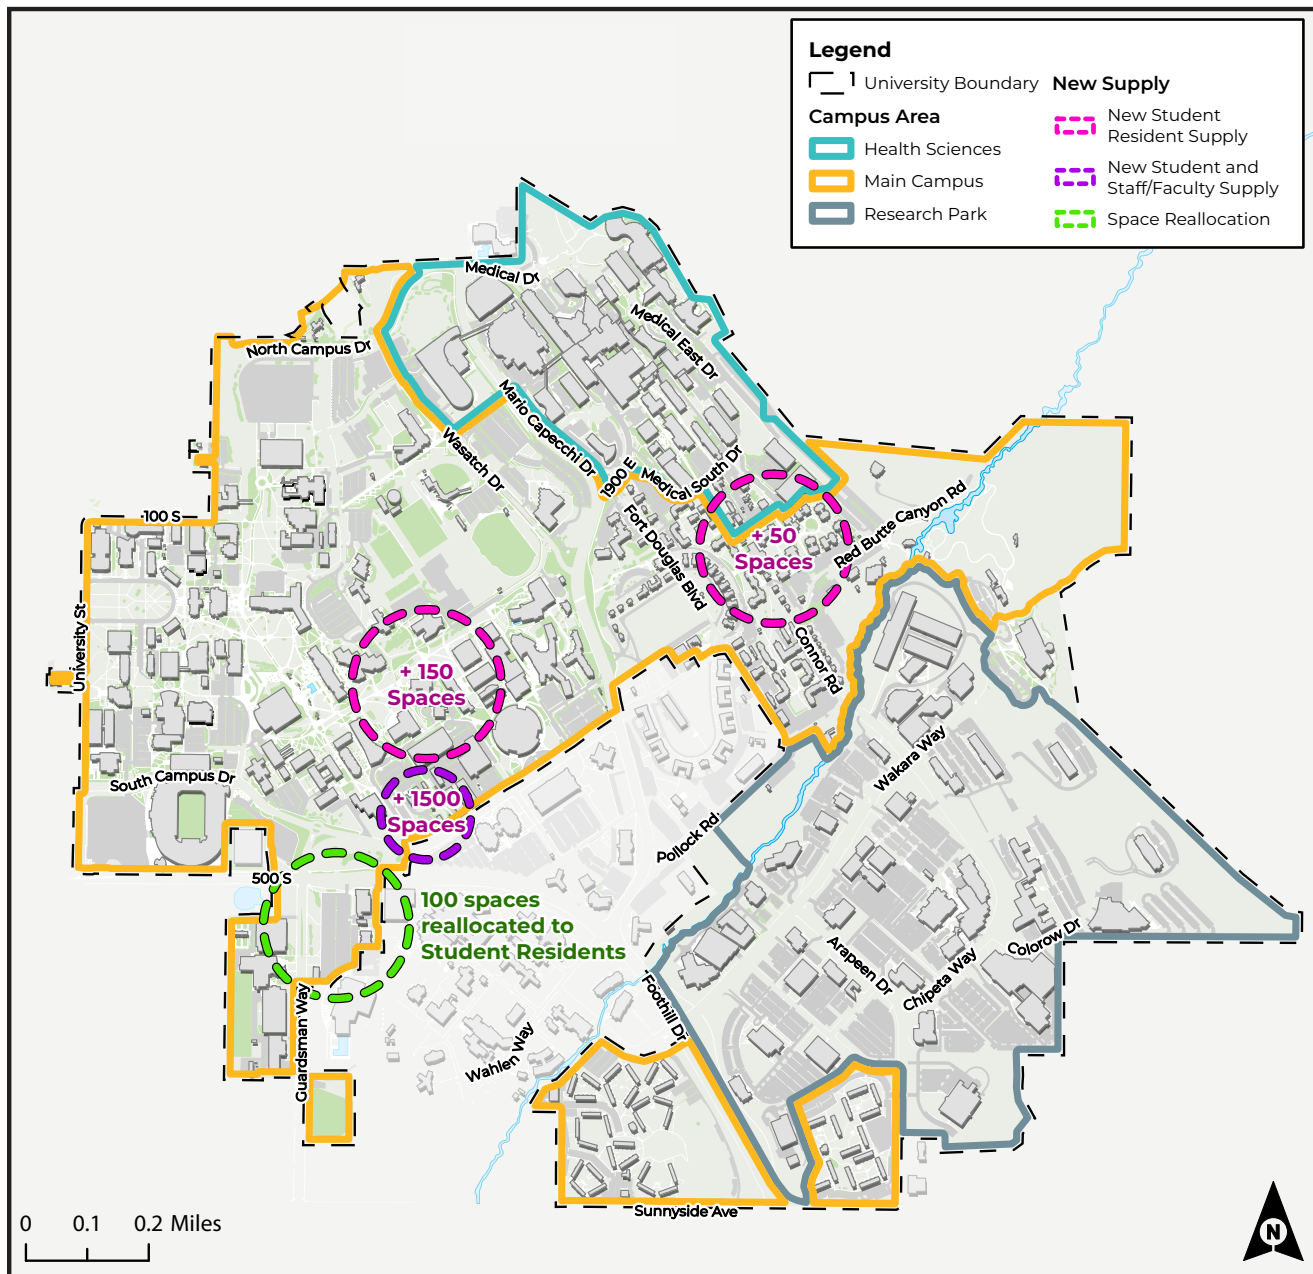 Legend
University Boundary
Campus Area
Health Sciences
Main Campus
Research Park
New Supply
New Student
Resident Supply
New Student and
Staff/Faculty Supply
Space Reallocation
Medical Dr
Medical East Dr
North Campus Dr
Mario Capecchi Dr
Wasatch Dr
1900 E
Medical South Dr
Fort Douglas Blvd
Red Butte Canyon Rd
100 S
+ 50
Spaces
University St
Connor Rd
+ 150
Spaces
South Campus Dr
+ 1500
Spaces
Wakara Way
Pollock Rd
500 S
100 spaces
reallocated to
Student Residents
Arapeen Dr
Chipeta Way
Colorow Dr
Foothill Dr
Guardsman Way
Wahlen Way
Sunnyside Ave
0 0.1 0.2 Miles
N